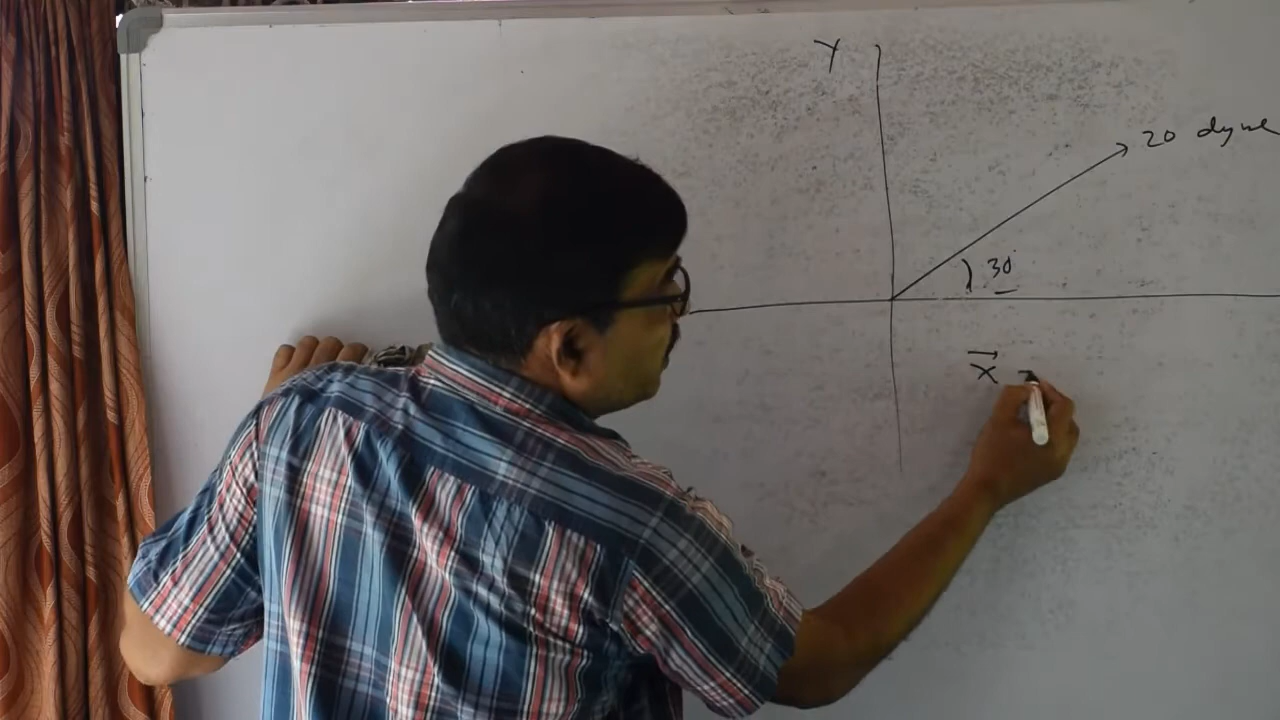 Y
20 dyne
30°
→
x =